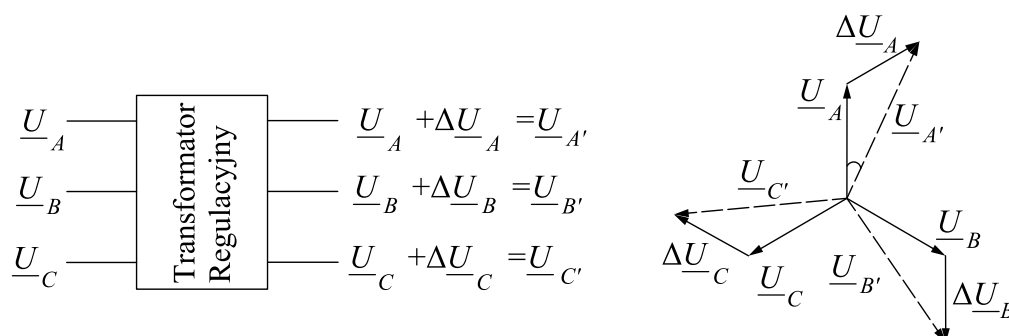 U_A
U_B
U_C
Transformator
Regulacyjny
U_A +ΔU_A =U_A'
U_B +ΔU_B =U_B'
U_C +ΔU_C =U_C'
ΔU_A
U_A
U_A'
U_C'
U_B
ΔU_C
U_C
U_B'
ΔU_B